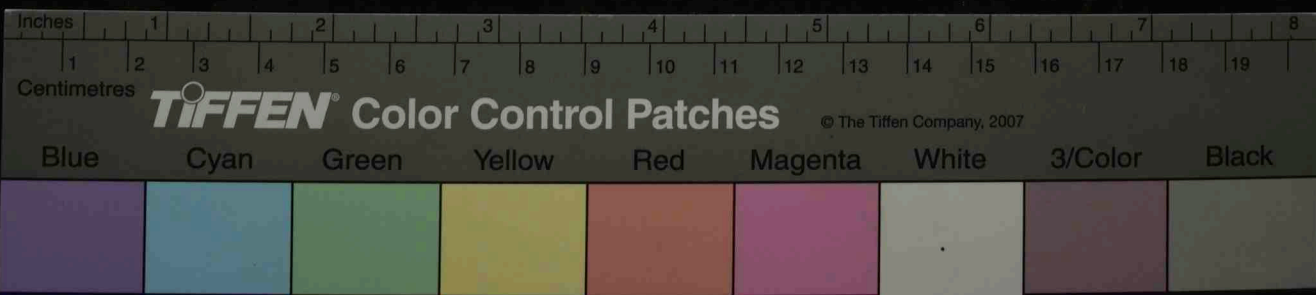 Inches 1 2 3 4 5 6 7 8
1 2 3 4 5 6 7 8 9 10 11 12 13 14 15 16 17 18 19
Centimetres
TIFFEN® Color Control Patches © The Tiffen Company, 2007
Blue Cyan Green Yellow Red Magenta White 3/Color Black